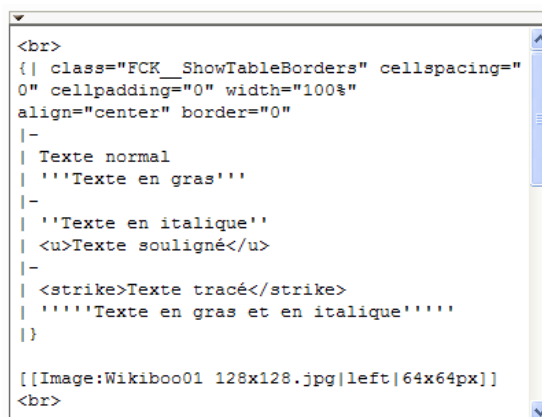 <br>
{| class="FCK__ShowTableBorders" cellspacing="
0" cellpadding="0" width="100%"
align="center" border="0"
|-
| Texte normal
| '''Texte en gras'''
|-
| ''Texte en italique''
| <u>Texte souligné</u>
|-
| <strike>Texte tracé</strike>
| '''''Texte en gras et en italique'''''
|}

[[Image:Wikiboo01 128x128.jpg|left|64x64px]]
<br>